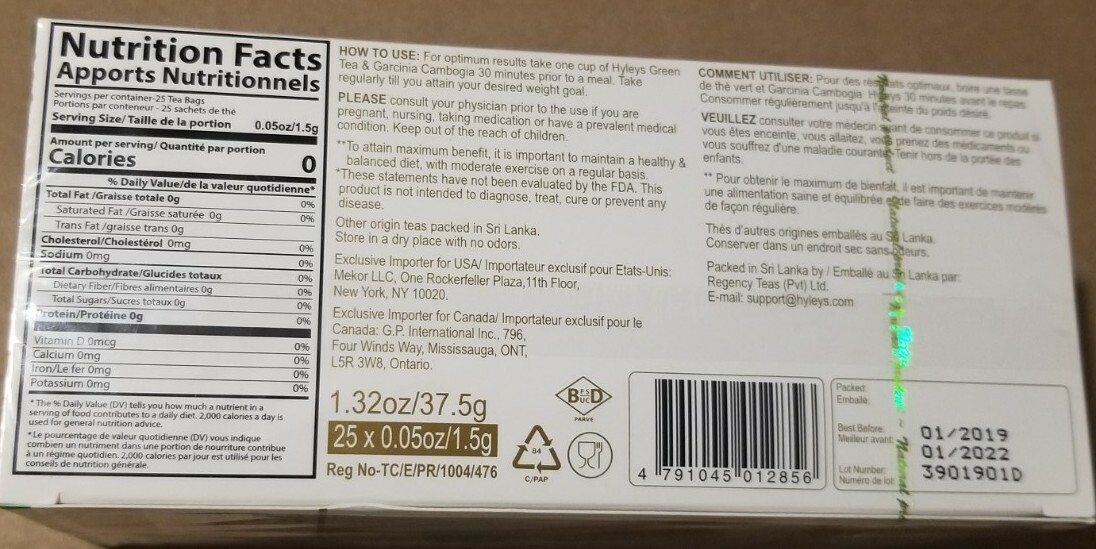 Nutrition Facts
Apports Nutritionnels
Servings per container-25 Tea Bags
Portions par conteneur - 25 sachets de thé
Serving Size/ Taille de la portion 0.05oz/1.5g
Amount per serving/ Quantité par portion
Calories 0
% Daily Value/de la valeur quotidienne*
Total Fat /Graisse totale 0g 0%
Saturated Fat /Graisse saturée 0g 0%
Trans Fat /graisse trans 0g
Cholesterol/Cholestérol 0mg 0%
Sodium 0mg 0%
Total Carbohydrate/Glucides totaux 0%
Dietary Fiber/Fibres alimentaires 0g 0%
Total Sugars/Sucres totaux 0g 0%
Protein/Protéine 0g 0%
Vitamin D 0mcg 0%
Calcium 0mg 0%
Iron/Le fer 0mg 0%
Potassium 0mg 0%
* The % Daily Value (DV) tells you how much a nutrient in a
serving of food contributes to a daily diet. 2,000 calories a day is
used for general nutrition advice.
*Le pourcentage de valeur quotidienne (DV) vous indique
combien un nutriment dans une portion de nourriture contribue
à un régime quotidien. 2,000 calories par jour est utilisé pour les
conseils de nutrition générale.
HOW TO USE: For optimum results take one cup of Hyleys Green
Tea & Garcinia Cambogia 30 minutes prior to a meal. Take
regularly till you attain your desired weight goal.
PLEASE consult your physician prior to the use if you are
pregnant, nursing, taking medication or have a prevalent medical
condition. Keep out of the reach of children.
**To attain maximum benefit, it is important to maintain a healthy &
balanced diet, with moderate exercise on a regular basis.
*These statements have not been evaluated by the FDA. This
product is not intended to diagnose, treat, cure or prevent any
disease.
Other origin teas packed in Sri Lanka.
Store in a dry place with no odors.
Exclusive Importer for USA/ Importateur exclusif pour Etats-Unis:
Mekor LLC, One Rockerfeller Plaza,11th Floor,
New York, NY 10020.
Exclusive Importer for Canada/ Importateur exclusif pour le
Canada: G.P. International Inc., 796,
Four Winds Way, Mississauga, ONT,
L5R 3W8, Ontario.
1.32oz/37.5g
25 x 0.05oz/1.5g
Reg No-TC/E/PR/1004/476
COMMENT UTILISER: Pour des optimaux, boire une tasse
de thé vert et Garcinia Cambogia 30 minutes avant le repas.
Consommer régulièrement jusqu'à du poids désiré.
VEUILLEZ consulter votre médecin avant de consommer ce produit si
vous êtes enceinte, vous allaitez, vous prenez des médicaments ou
vous souffrez d'une maladie courante. Tenir hors de la portée des
enfants.
** Pour obtenir le maximum de bienfait, il est important de maintenir
une alimentation saine et équilibrée de faire des exercices modérés
de façon régulière.
Thés d'autres origines emballés au Sri Lanka.
Conserver dans un endroit sec sans odeurs.
Packed in Sri Lanka by / Emballé au Sri Lanka par:
Regency Teas (Pvt) Ltd.
E-mail: support@hyleys.com
B D
PARVE
84
C/PAP
4 791045 012856
Packed:
Emballé:
Best Before: 01/2019
Meilleur avant: 01/2022
Lot Number: 3901901D
Numéro de lot: